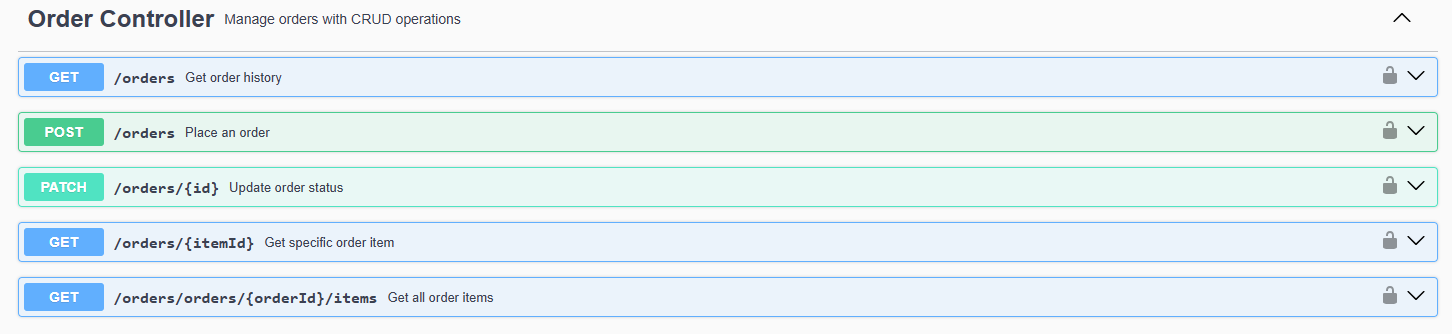 Order Controller Manage orders with CRUD operations
GET /orders Get order history
POST /orders Place an order
PATCH /orders/{id} Update order status
GET /orders/{itemId} Get specific order item
GET /orders/orders/{orderId}/items Get all order items